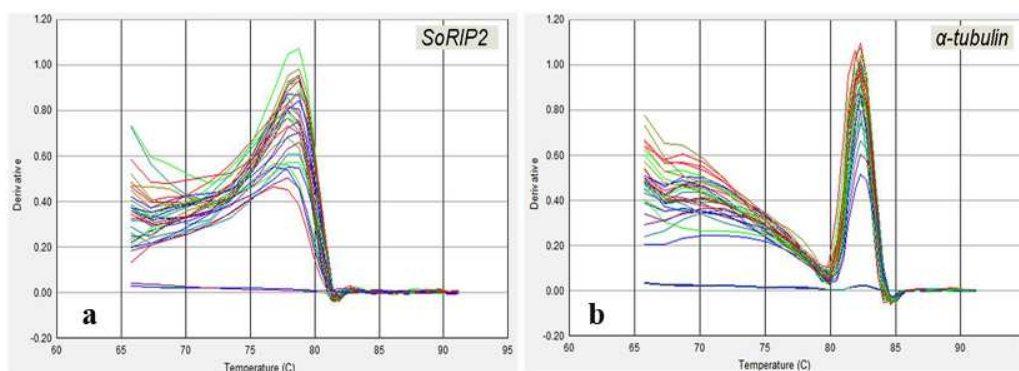 SoRIP2
1.20
1.00
0.80
0.60
0.40
0.20
0.00
-0.20
Derivative
60 65 70 75 80 85 90 95
Temperature (C)
a
α-tubulin
1.20
1.00
0.80
0.60
0.40
0.20
0.00
-0.20
Derivative
60 65 70 75 80 85 90
Temperature (C)
b